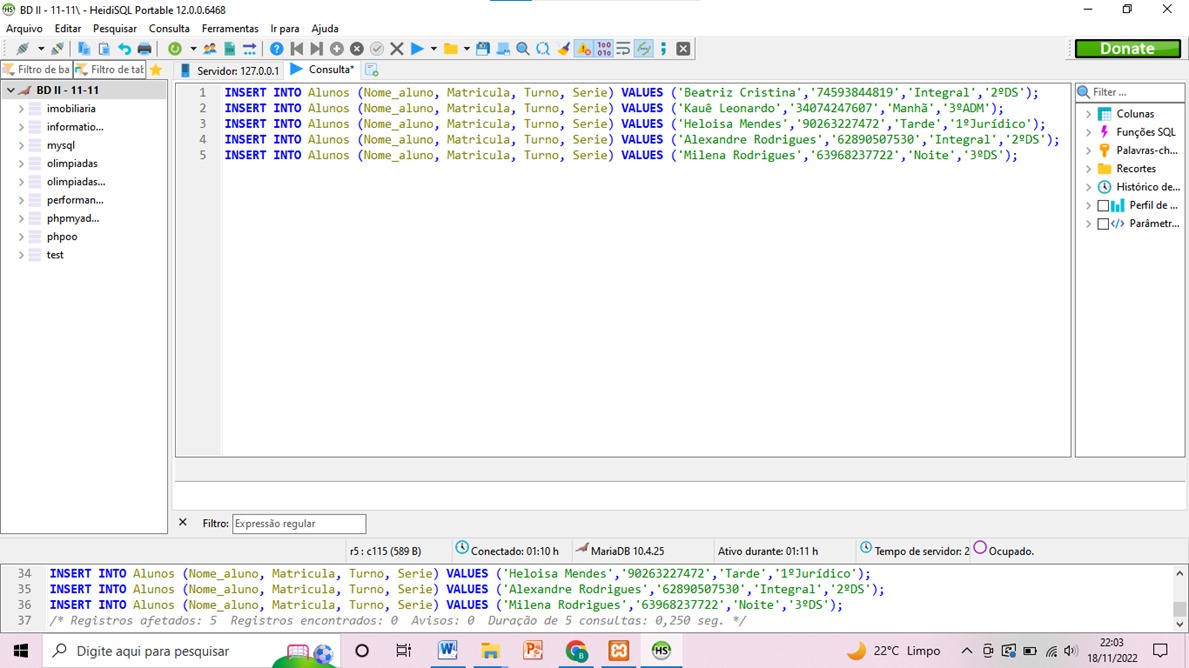 BD II - 11-11\ - HeidiSQL Portable 12.0.0.6468
Arquivo Editar Pesquisar Consulta Ferramentas Ir para Ajuda
Donate
Filtro de ba Filtro de tab Servidor: 127.0.0.1 Consulta*
BD II - 11-11
imobiliaria
informatio...
mysql
olimpiadas
olimpiadas...
performan...
phpmyad...
phpoo
test
1 INSERT INTO Alunos (Nome_aluno, Matricula, Turno, Serie) VALUES ('Beatriz Cristina','74593844819','Integral','2ºDS');
2 INSERT INTO Alunos (Nome_aluno, Matricula, Turno, Serie) VALUES ('Kauê Leonardo','34074247607','Manhã','3ºADM');
3 INSERT INTO Alunos (Nome_aluno, Matricula, Turno, Serie) VALUES ('Heloisa Mendes','90263227472','Tarde','1ºJurídico');
4 INSERT INTO Alunos (Nome_aluno, Matricula, Turno, Serie) VALUES ('Alexandre Rodrigues','62890507530','Integral','2ºDS');
5 INSERT INTO Alunos (Nome_aluno, Matricula, Turno, Serie) VALUES ('Milena Rodrigues','63968237722','Noite','3ºDS');
Filter ...
Colunas
Funções SQL
Palavras-ch...
Recortes
Histórico de...
Perfil de ...
Parâmetr...
Filtro: Expressão regular
r5 : c115 (589 B) Conectado: 01:10 h MariaDB 10.4.25 Ativo durante: 01:11 h Tempo de servidor: 2 Ocupado.
34 INSERT INTO Alunos (Nome_aluno, Matricula, Turno, Serie) VALUES ('Heloisa Mendes','90263227472','Tarde','1ºJurídico');
35 INSERT INTO Alunos (Nome_aluno, Matricula, Turno, Serie) VALUES ('Alexandre Rodrigues','62890507530','Integral','2ºDS');
36 INSERT INTO Alunos (Nome_aluno, Matricula, Turno, Serie) VALUES ('Milena Rodrigues','63968237722','Noite','3ºDS');
37 /* Registros afetados: 5 Registros encontrados: 0 Avisos: 0 Duração de 5 consultas: 0,250 seg. */
Digite aqui para pesquisar
22°C Limpo
22:03
18/11/2022